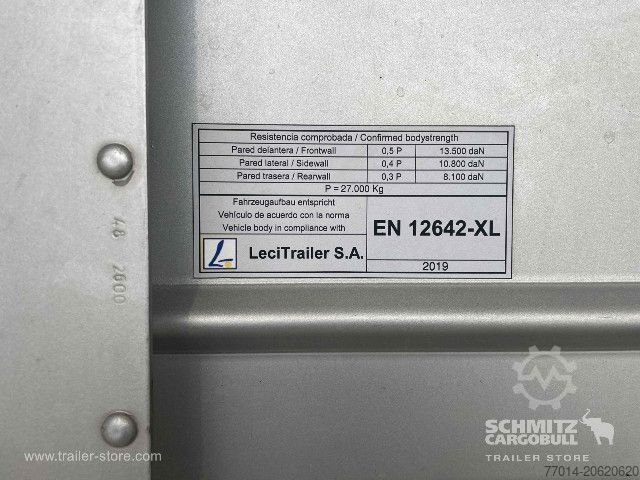 Resistencia comprobada / Confirmed bodystrength
Pared delantera / Frontwall 0,5 P 13.500 daN
Pared lateral / Sidewall 0,4 P 10.800 daN
Pared trasera / Rearwall 0,3 P 8.100 daN
P = 27.000 Kg
Fahrzeugaufbau entspricht
Vehículo de acuerdo con la norma
Vehicle body in compliance with
EN 12642-XL
LeciTrailer S.A.
2019
48 2600
SCHMITZ
CARGOBULL
TRAILER STORE
www.trailer-store.com
77014-20620620